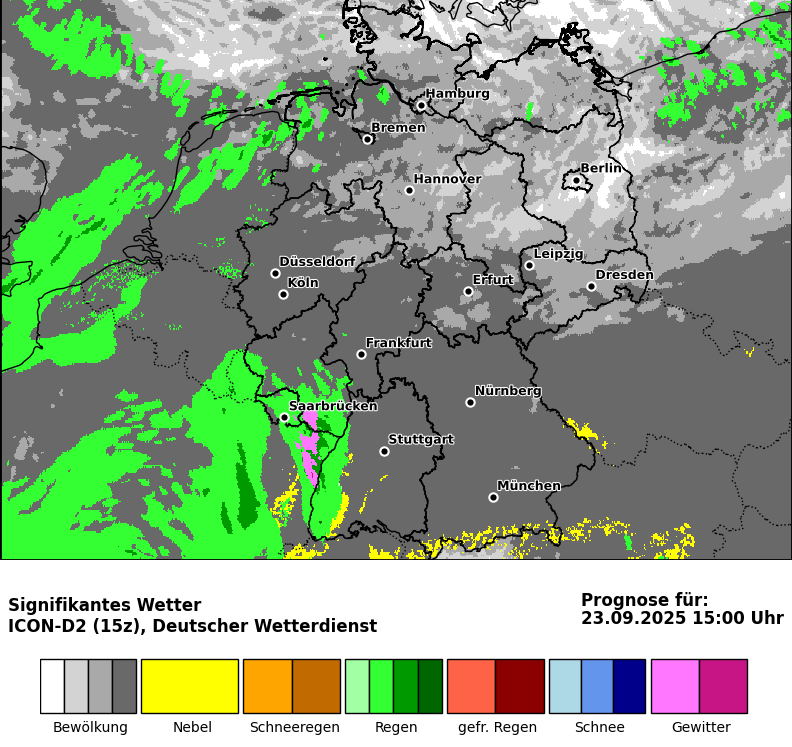 Hamburg
Bremen
Berlin
Hannover
Leipzig
Düsseldorf
Dresden
Köln
Erfurt
Frankfurt
Nürnberg
Saarbrücken
Stuttgart
München
Signifikantes Wetter
ICON-D2 (15z), Deutscher Wetterdienst
Prognose für:
23.09.2025 15:00 Uhr
Bewölkung
Nebel
Schneeregen
Regen
gefr. Regen
Schnee
Gewitter